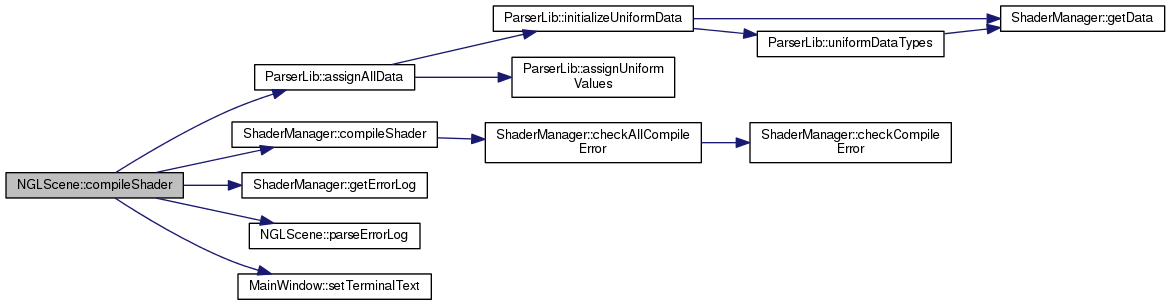 ParserLib::initializeUniformData
ShaderManager::getData
ParserLib::uniformDataTypes
ParserLib::assignAllData
ParserLib::assignUniform
Values
ShaderManager::compileShader
ShaderManager::checkAllCompile
Error
ShaderManager::checkCompile
Error
NGLScene::compileShader
ShaderManager::getErrorLog
NGLScene::parseErrorLog
MainWindow::setTerminalText